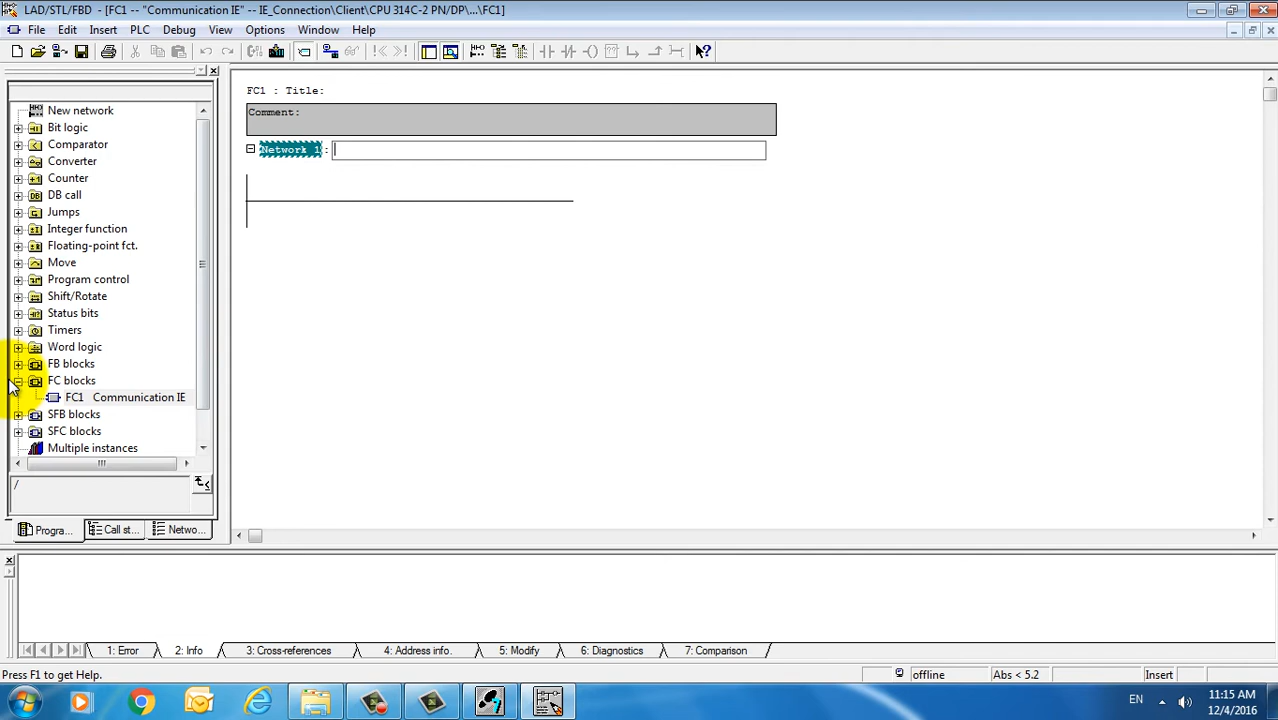 LAD/STL/FBD - [FC1 -- "Communication IE" -- IE_Connection\Client\CPU 314C-2 PN/DP\...\FC1]
File Edit Insert PLC Debug View Options Window Help
FC1 : Title:
Comment:
Network 1 :
New network
Bit logic
Comparator
Converter
Counter
DB call
Jumps
Integer function
Floating-point fct.
Move
Program control
Shift/Rotate
Status bits
Timers
Word logic
FB blocks
FC blocks
FC1 Communication IE
SFB blocks
SFC blocks
Multiple instances
/
Progra... Call st... Netwo...
1: Error 2: Info 3: Cross-references 4: Address info. 5: Modify 6: Diagnostics 7: Comparison
Press F1 to get Help. offline Abs < 5.2 Insert
EN 11:15 AM
12/4/2016